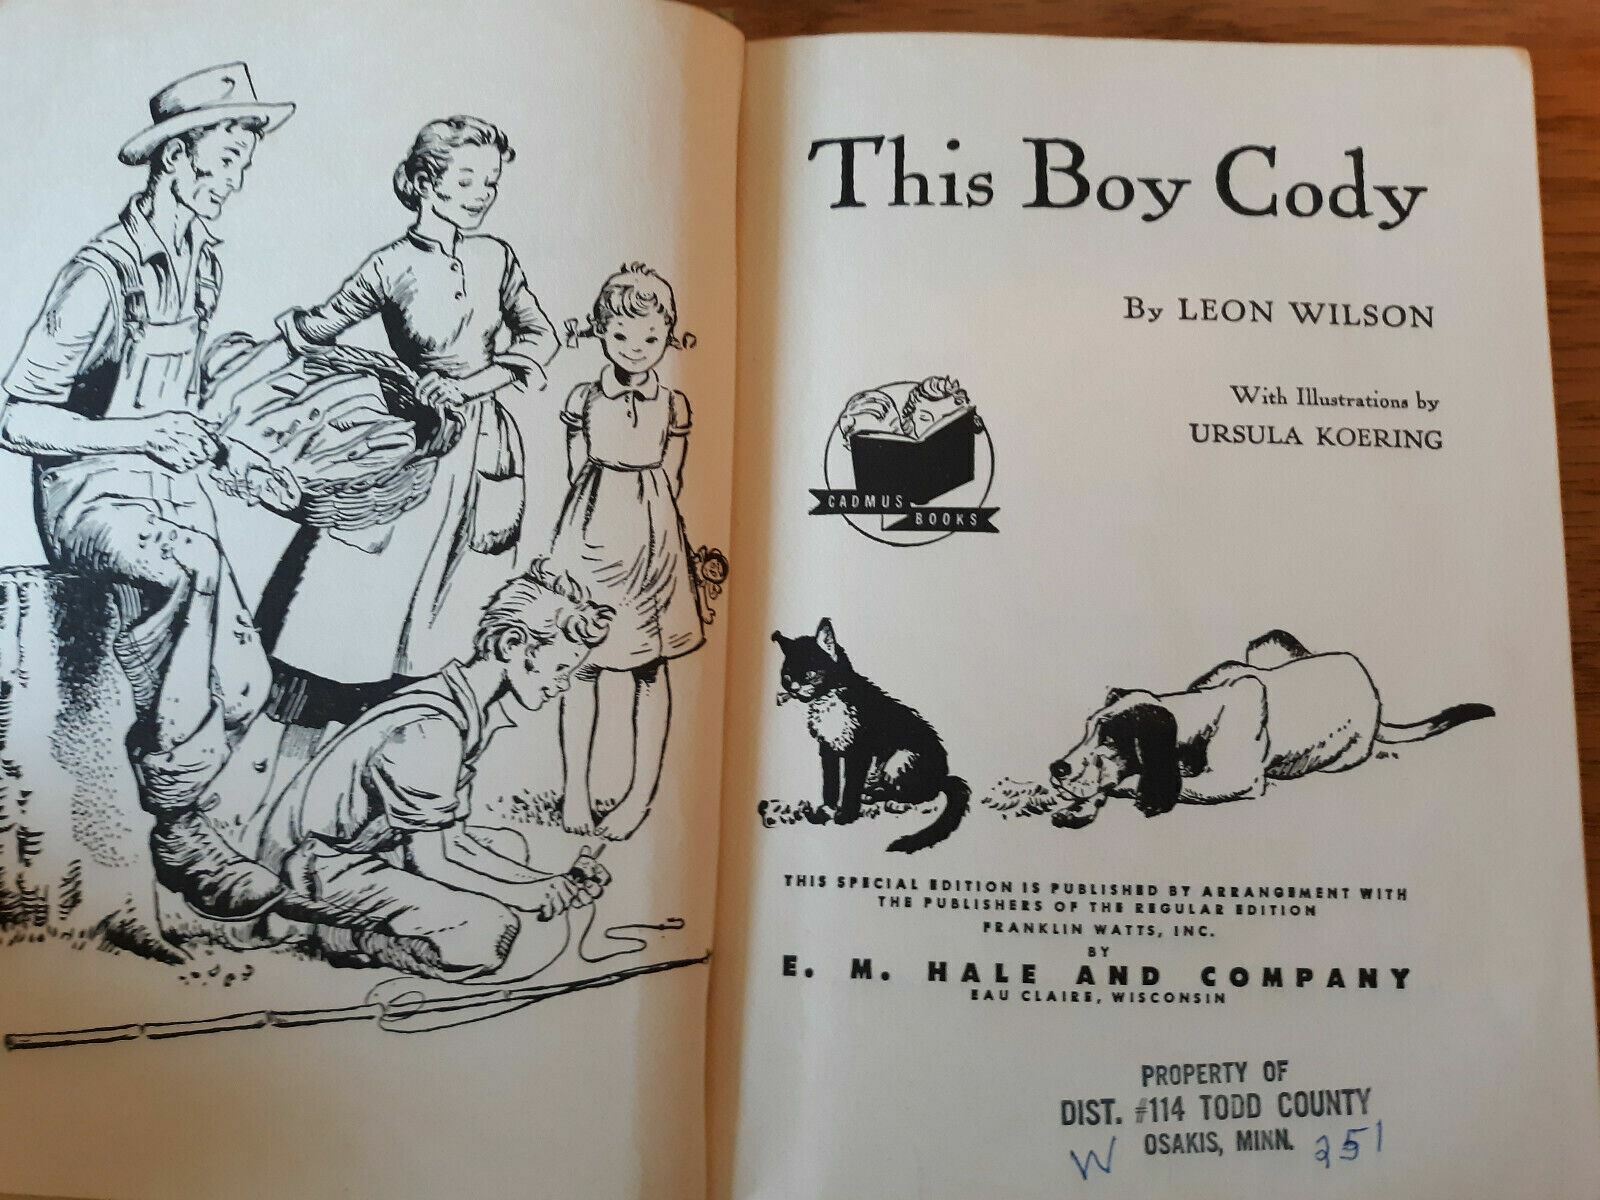 This Boy Cody
By LEON WILSON
With Illustrations by
URSULA KOERING
CADMUS
BOOKS
THIS SPECIAL EDITION IS PUBLISHED BY ARRANGEMENT WITH
THE PUBLISHERS OF THE REGULAR EDITION
FRANKLIN WATTS, INC.
BY
E. M. HALE AND COMPANY
EAU CLAIRE, WISCONSIN
PROPERTY OF
DIST. #114 TODD COUNTY
OSAKIS, MINN.
W 251